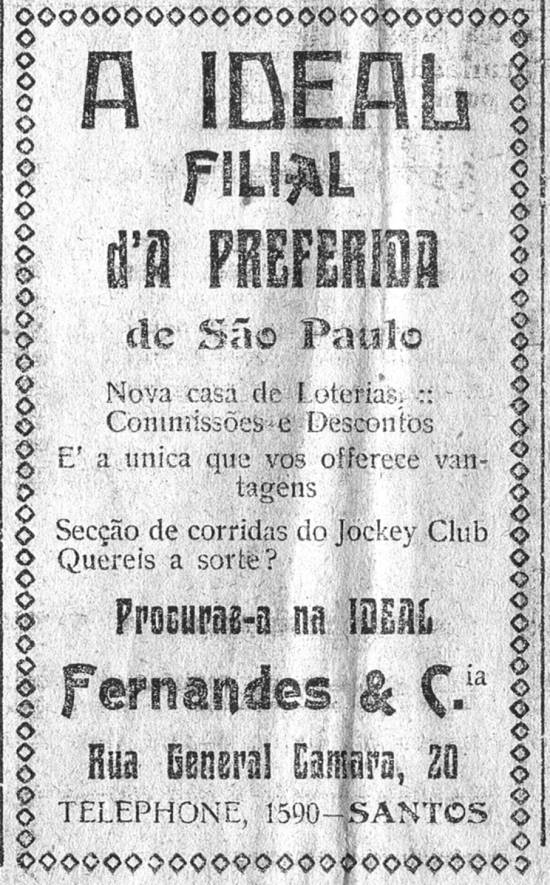 A IDEAL
FILIAL
d'A PREFERIDA
de São Paulo
Nova casa de Loterias, ::
Commissões e Descontos
E' a unica que vos offerece van-
tagens
Secção de corridas do Jockey Club
Quereis a sorte?
Procurae-a na IDEAL
Fernandes & C.ia
Rua General Camara, 20
TELEPHONE, 1590—SANTOS